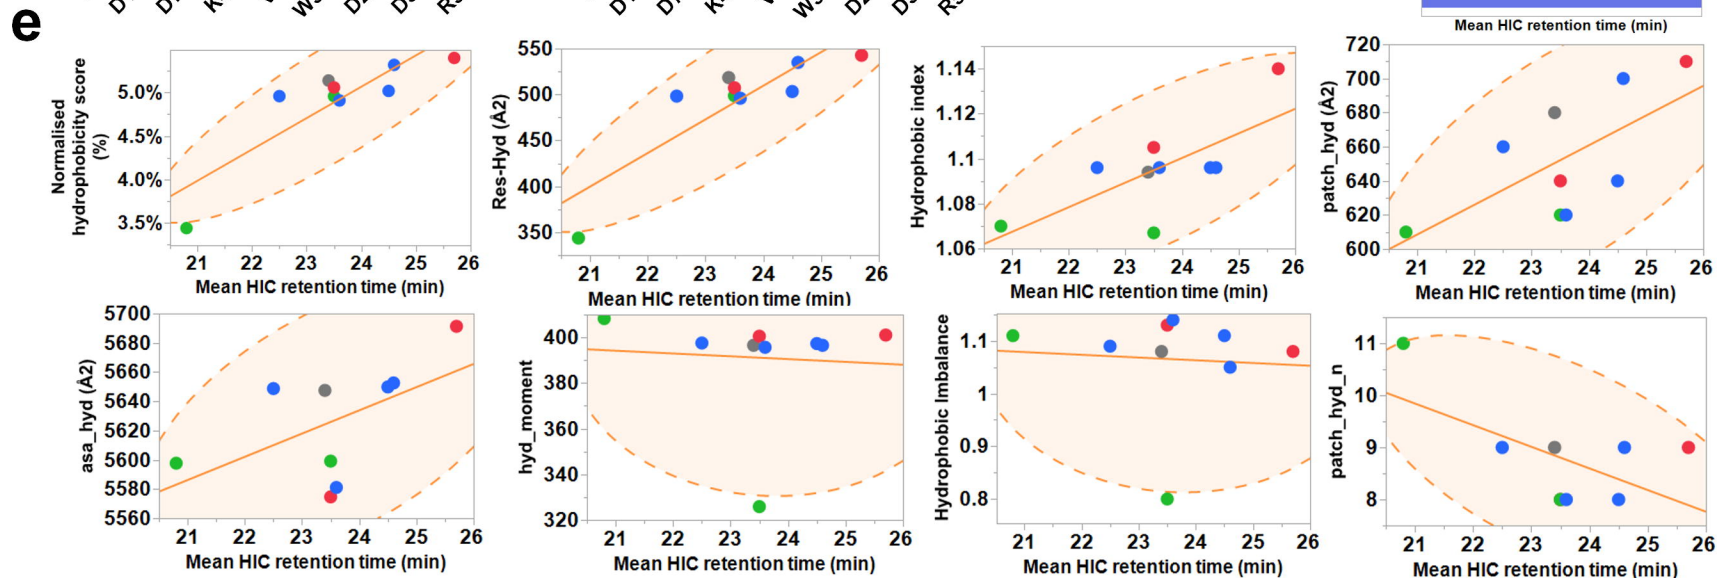 e
Mean HIC retention time (min)
Normalised
hydrophobicity score
(%)
5.0%
4.5%
4.0%
3.5%
21 22 23 24 25 26
Mean HIC retention time (min)
Res-Hyd (Å2)
550
500
450
400
350
21 22 23 24 25 26
Mean HIC retention time (min)
Hydrophobic index
1.14
1.12
1.1
1.08
1.06
21 22 23 24 25 26
Mean HIC retention time (min)
patch_hyd (Å2)
720
700
680
660
640
620
600
21 22 23 24 25 26
Mean HIC retention time (min)
asa_hyd (Å2)
5700
5680
5660
5640
5620
5600
5580
5560
21 22 23 24 25 26
Mean HIC retention time (min)
hyd_moment
400
380
360
340
320
21 22 23 24 25 26
Mean HIC retention time (min)
Hydrophobic Imbalance
1.1
1
0.9
0.8
21 22 23 24 25 26
Mean HIC retention time (min)
patch_hyd_n
11
10
9
8
21 22 23 24 25 26
Mean HIC retention time (min)